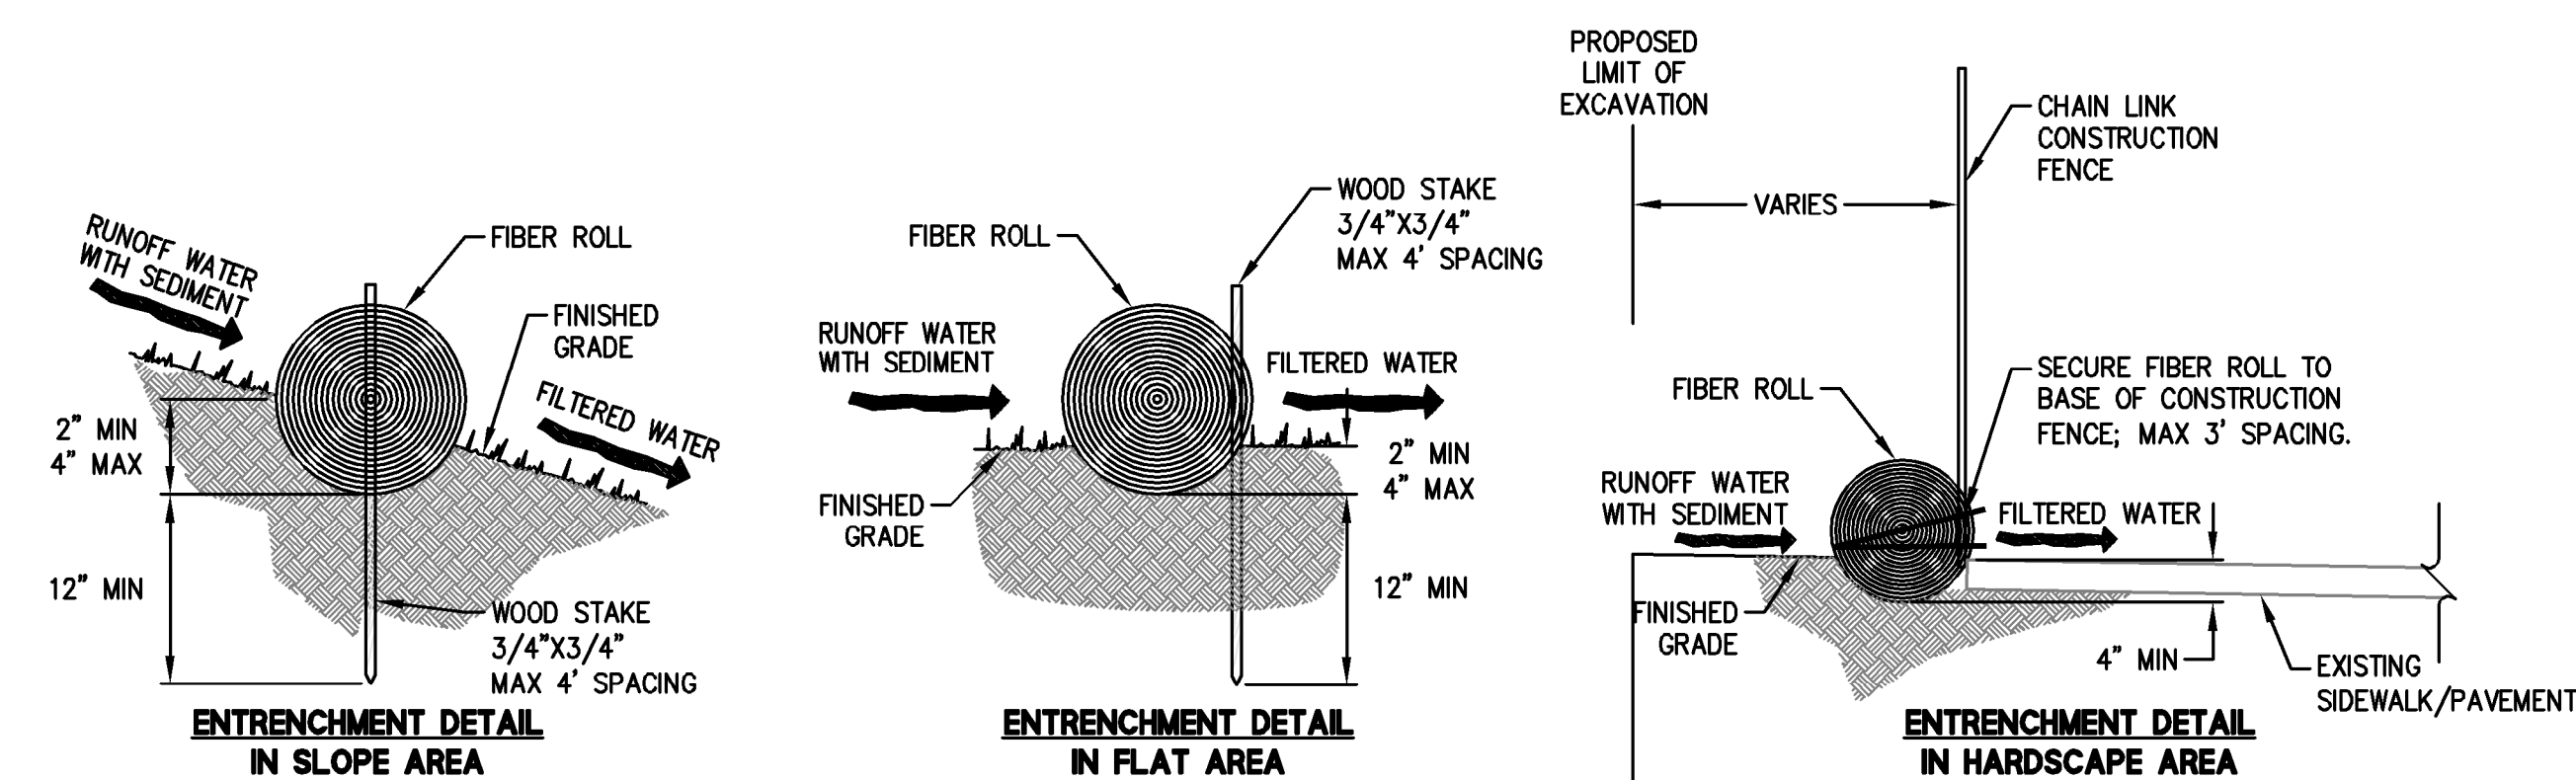 RUNOFF WATER
WITH SEDIMENT
FIBER ROLL
FINISHED
GRADE
FILTERED WATER
2" MIN
4" MAX
12" MIN
WOOD STAKE
3/4"X3/4"
MAX 4' SPACING
ENTRENCHMENT DETAIL
IN SLOPE AREA
FIBER ROLL
WOOD STAKE
3/4"X3/4"
MAX 4' SPACING
RUNOFF WATER
WITH SEDIMENT
FILTERED WATER
2" MIN
4" MAX
FINISHED
GRADE
12" MIN
ENTRENCHMENT DETAIL
IN FLAT AREA
PROPOSED
LIMIT OF
EXCAVATION
CHAIN LINK
CONSTRUCTION
FENCE
VARIES
FIBER ROLL
SECURE FIBER ROLL TO
BASE OF CONSTRUCTION
FENCE; MAX 3' SPACING.
RUNOFF WATER
WITH SEDIMENT
FILTERED WATER
FINISHED
GRADE
4" MIN
EXISTING
SIDEWALK/PAVEMENT
ENTRENCHMENT DETAIL
IN HARDSCAPE AREA